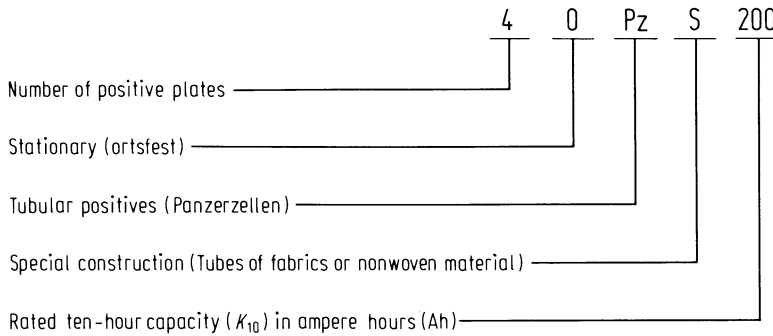 4 0 Pz S 200
Number of positive plates
Stationary (ortsfest)
Tubular positives (Panzerzellen)
Special construction (Tubes of fabrics or nonwoven material)
Rated ten-hour capacity (K₁₀) in ampere hours (Ah)